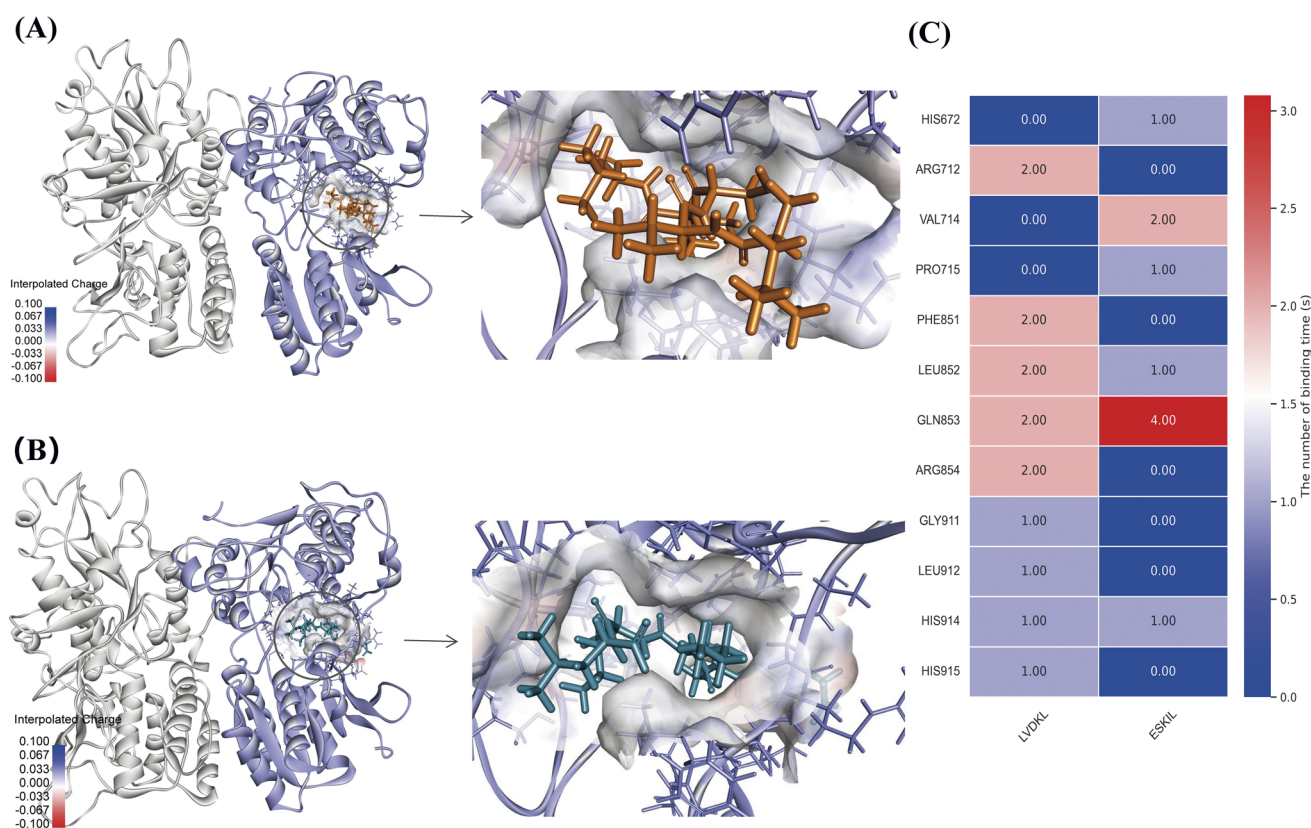 (A)
Interpolated Charge
0.100
0.067
0.033
0.000
-0.033
-0.067
-0.100
(B)
Interpolated Charge
0.100
0.067
0.033
0.000
-0.033
-0.067
-0.100
(C)
HIS672 0.00 1.00
ARG712 2.00 0.00
VAL714 0.00 2.00
PRO715 0.00 1.00
PHE851 2.00 0.00
LEU852 2.00 1.00
GLN853 2.00 4.00
ARG854 2.00 0.00
GLY911 1.00 0.00
LEU912 1.00 0.00
HIS914 1.00 1.00
HIS915 1.00 0.00
LVDKL ESKIL
3.0
2.5
2.0
1.5
1.0
0.5
0.0
The number of binding time (s)